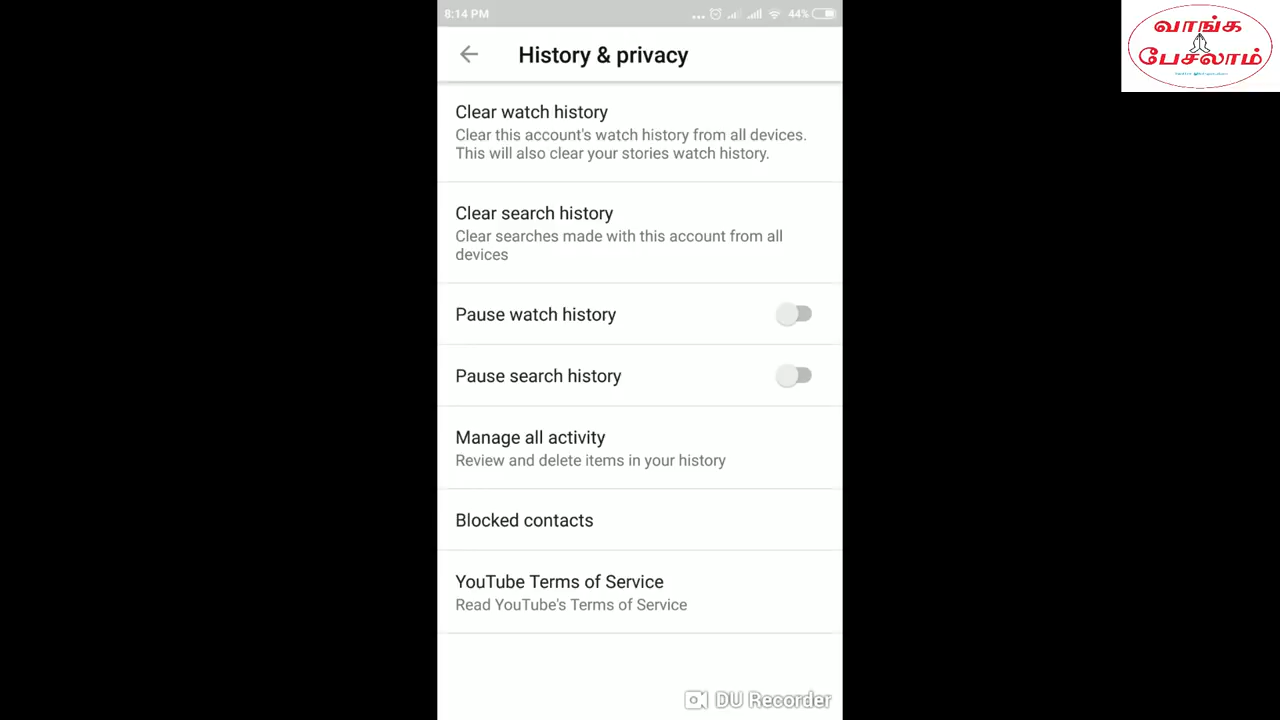 8:14 PM
44%
வாங்க
பேசலாம்
History & privacy
Clear watch history
Clear this account's watch history from all devices.
This will also clear your stories watch history.
Clear search history
Clear searches made with this account from all
devices
Pause watch history
Pause search history
Manage all activity
Review and delete items in your history
Blocked contacts
YouTube Terms of Service
Read YouTube's Terms of Service
DU Recorder